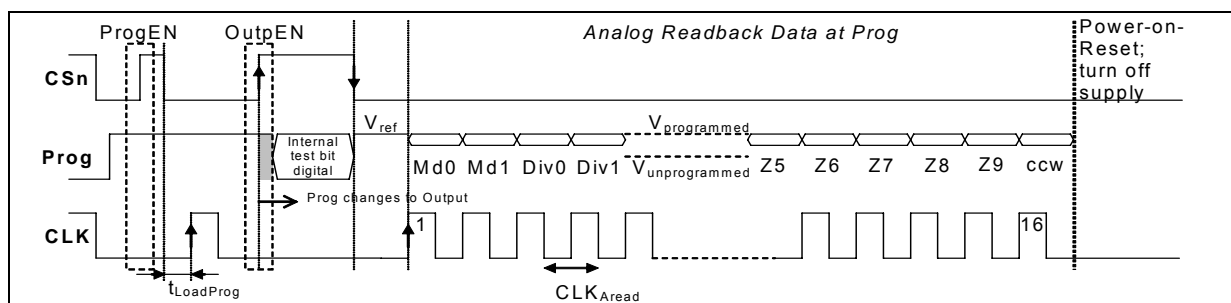 ProgEN
OutpEN
Analog Readback Data at Prog
Power-on-
Reset;
turn off
supply
CSn
Vref
Vprogrammed
Prog
Internal
test bit
digital
Md0 Md1 Div0 Div1 Vunprogrammed Z5 Z6 Z7 Z8 Z9 ccw
Prog changes to Output
CLK
1
16
tLoadProg
CLKAread